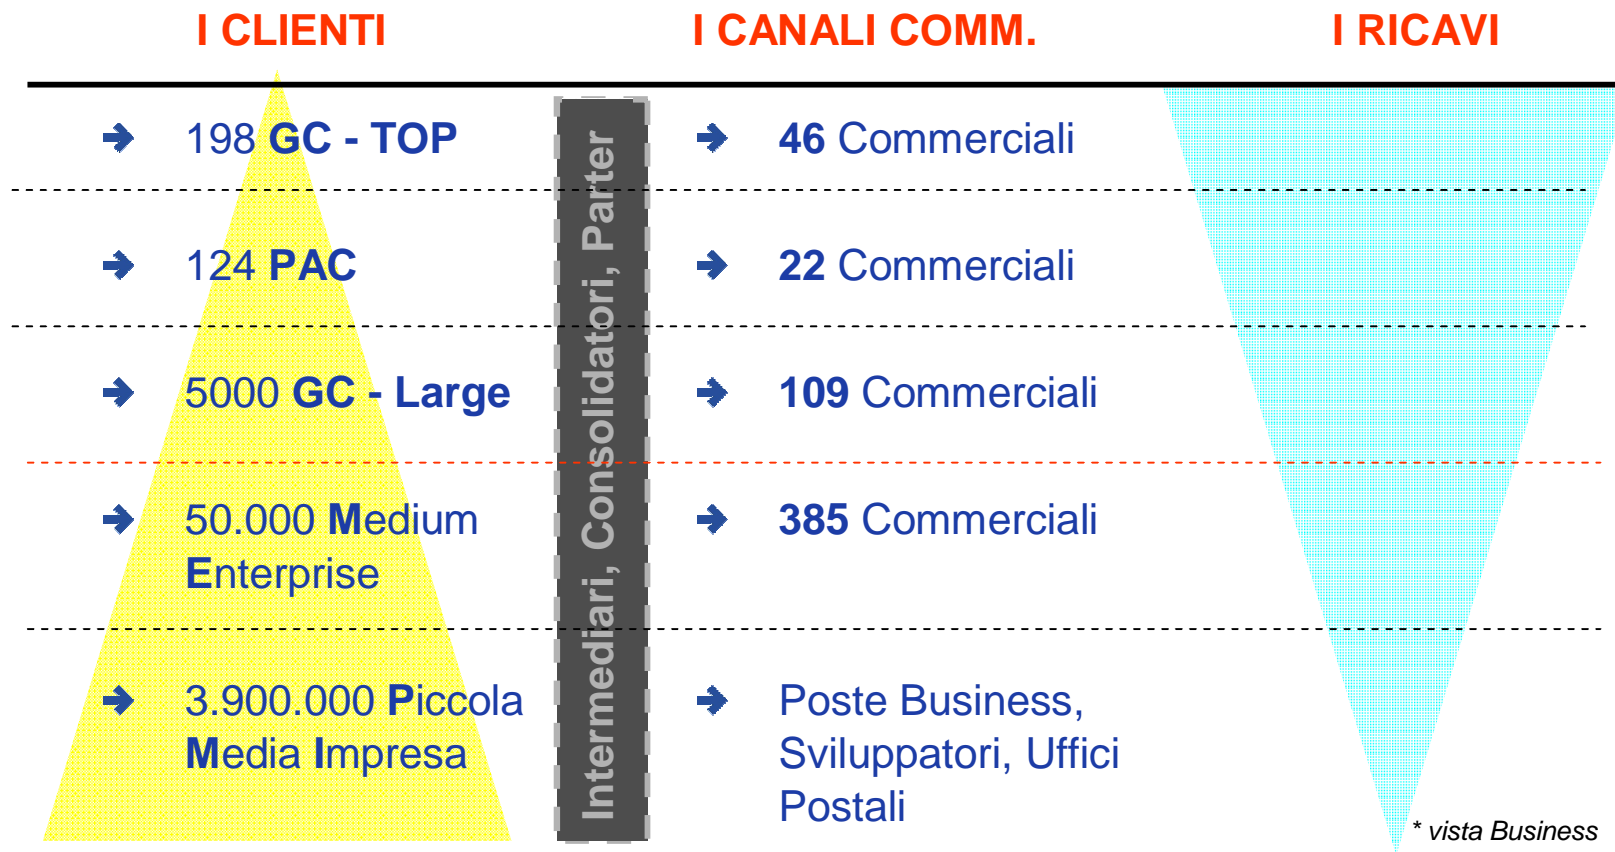 I CLIENTI
I CANALI COMM.
I RICAVI
198 GC - TOP
46 Commerciali
124 PAC
22 Commerciali
5000 GC - Large
109 Commerciali
50.000 Medium
Enterprise
385 Commerciali
3.900.000 Piccola
Media Impresa
Poste Business,
Sviluppatori, Uffici
Postali
Intermediari, Consolidatori, Parter
* vista Business